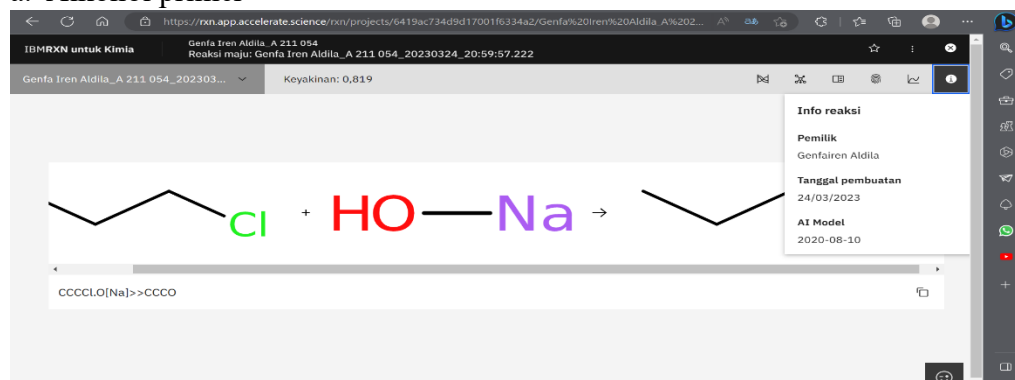 a. Alkohol primer
https://rxn.app.accelerate.science/rxn/projects/6419ac734d9d17001f6334a2/Genfa%20Iren%20Aldila_A%202...
IBMRXN untuk Kimia
Genfa Iren Aldila_A 211 054
Reaksi maju: Genfa Iren Aldila_A 211 054_20230324_20:59:57.222
Genfa Iren Aldila_A 211 054_202303...
Keyakinan: 0,819
Info reaksi
Pemilik
Genfairen Aldila
Tanggal pembuatan
24/03/2023
AI Model
2020-08-10
Cl + HO Na →
CCCCl.O[Na]>>CCCO